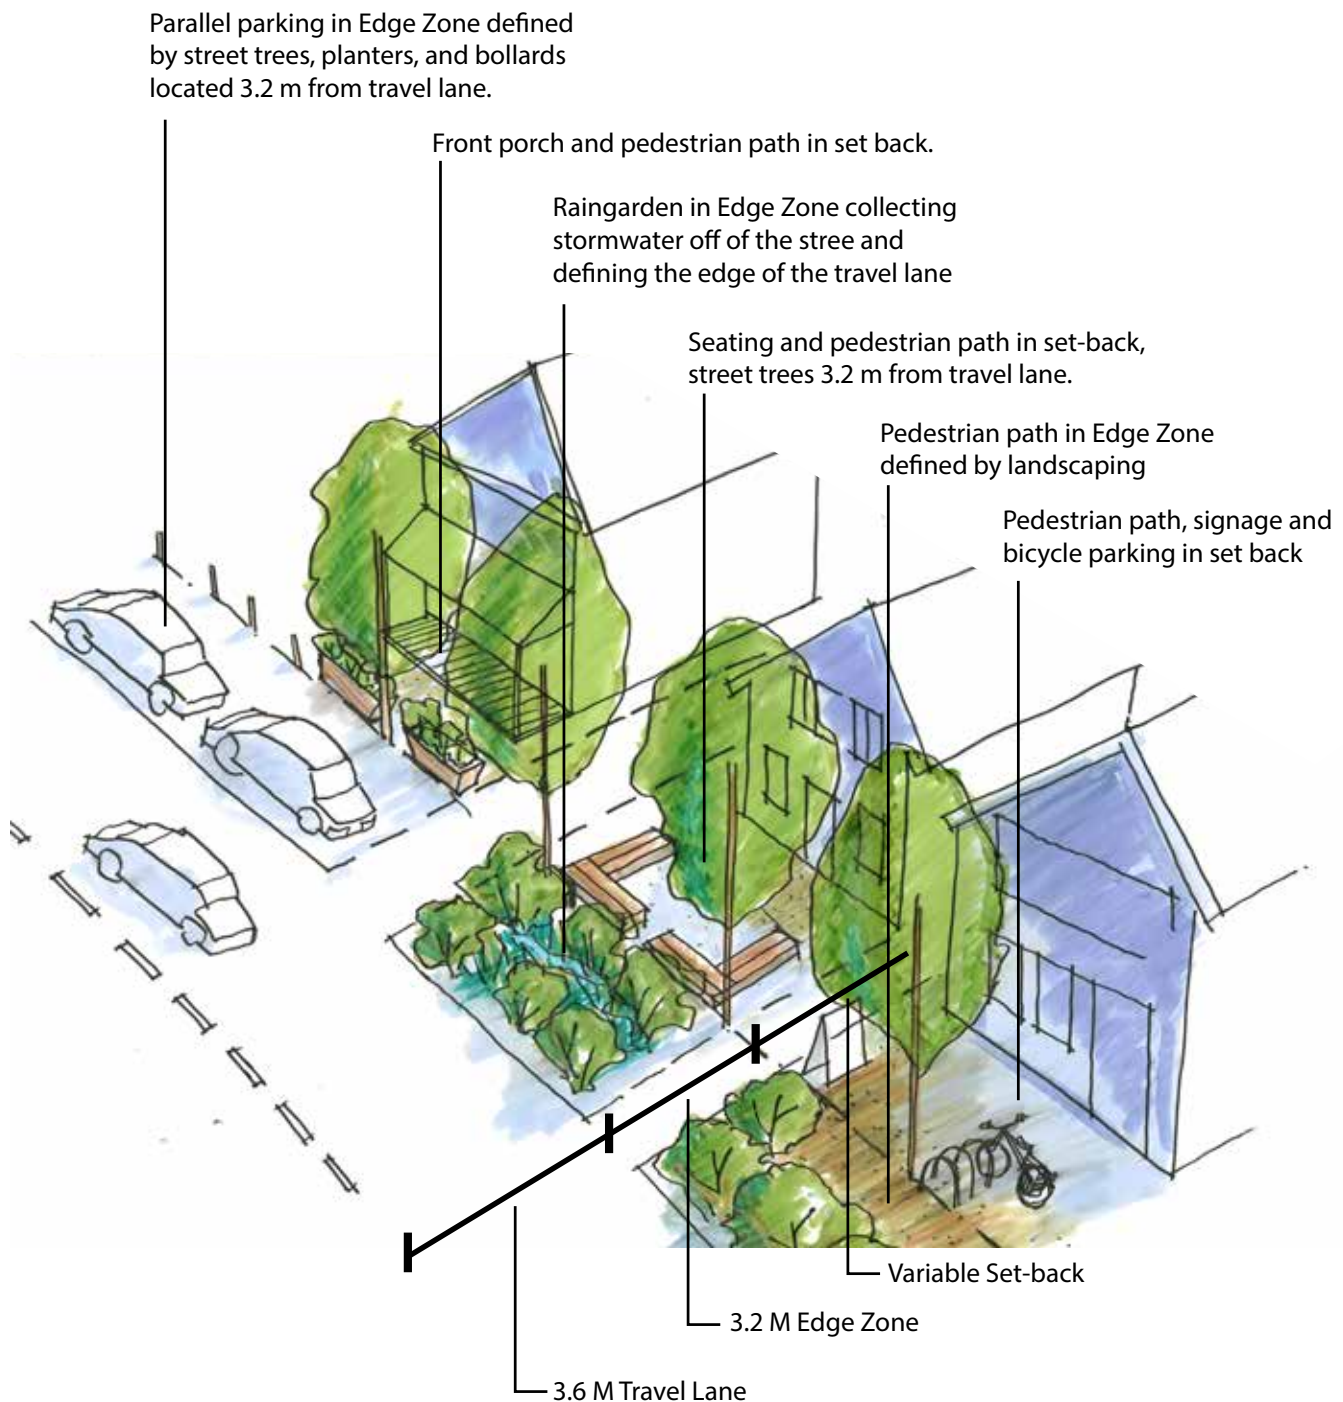 Parallel parking in Edge Zone defined
by street trees, planters, and bollards
located 3.2 m from travel lane.
Front porch and pedestrian path in set back.
Raingarden in Edge Zone collecting
stormwater off of the stree and
defining the edge of the travel lane
Seating and pedestrian path in set-back,
street trees 3.2 m from travel lane.
Pedestrian path in Edge Zone
defined by landscaping
Pedestrian path, signage and
bicycle parking in set back
Variable Set-back
3.2 M Edge Zone
3.6 M Travel Lane